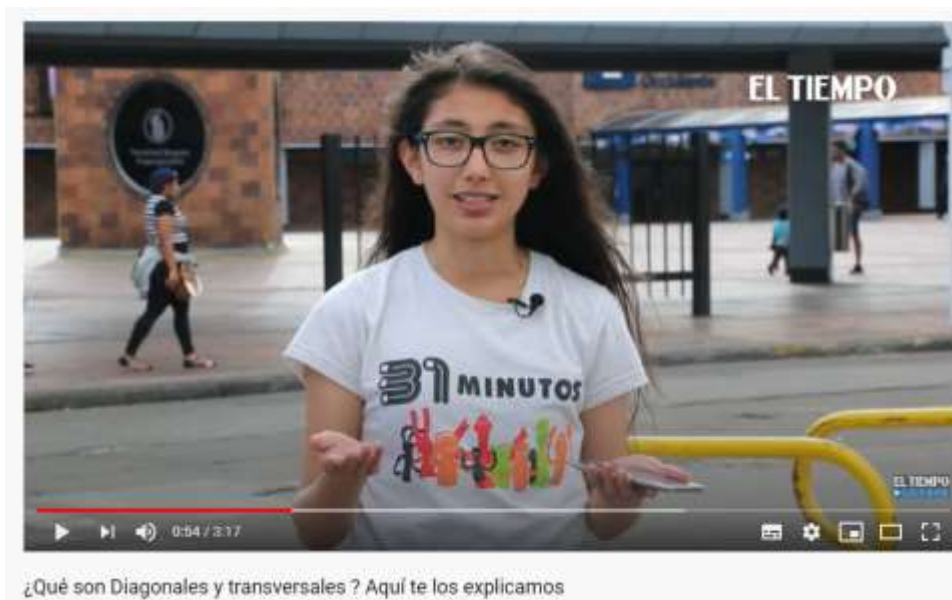 EL TIEMPO
31 MINUTOS
EL TIEMPO
0:54 / 3:17
¿Qué son Diagonales y transversales ? Aquí te los explicamos